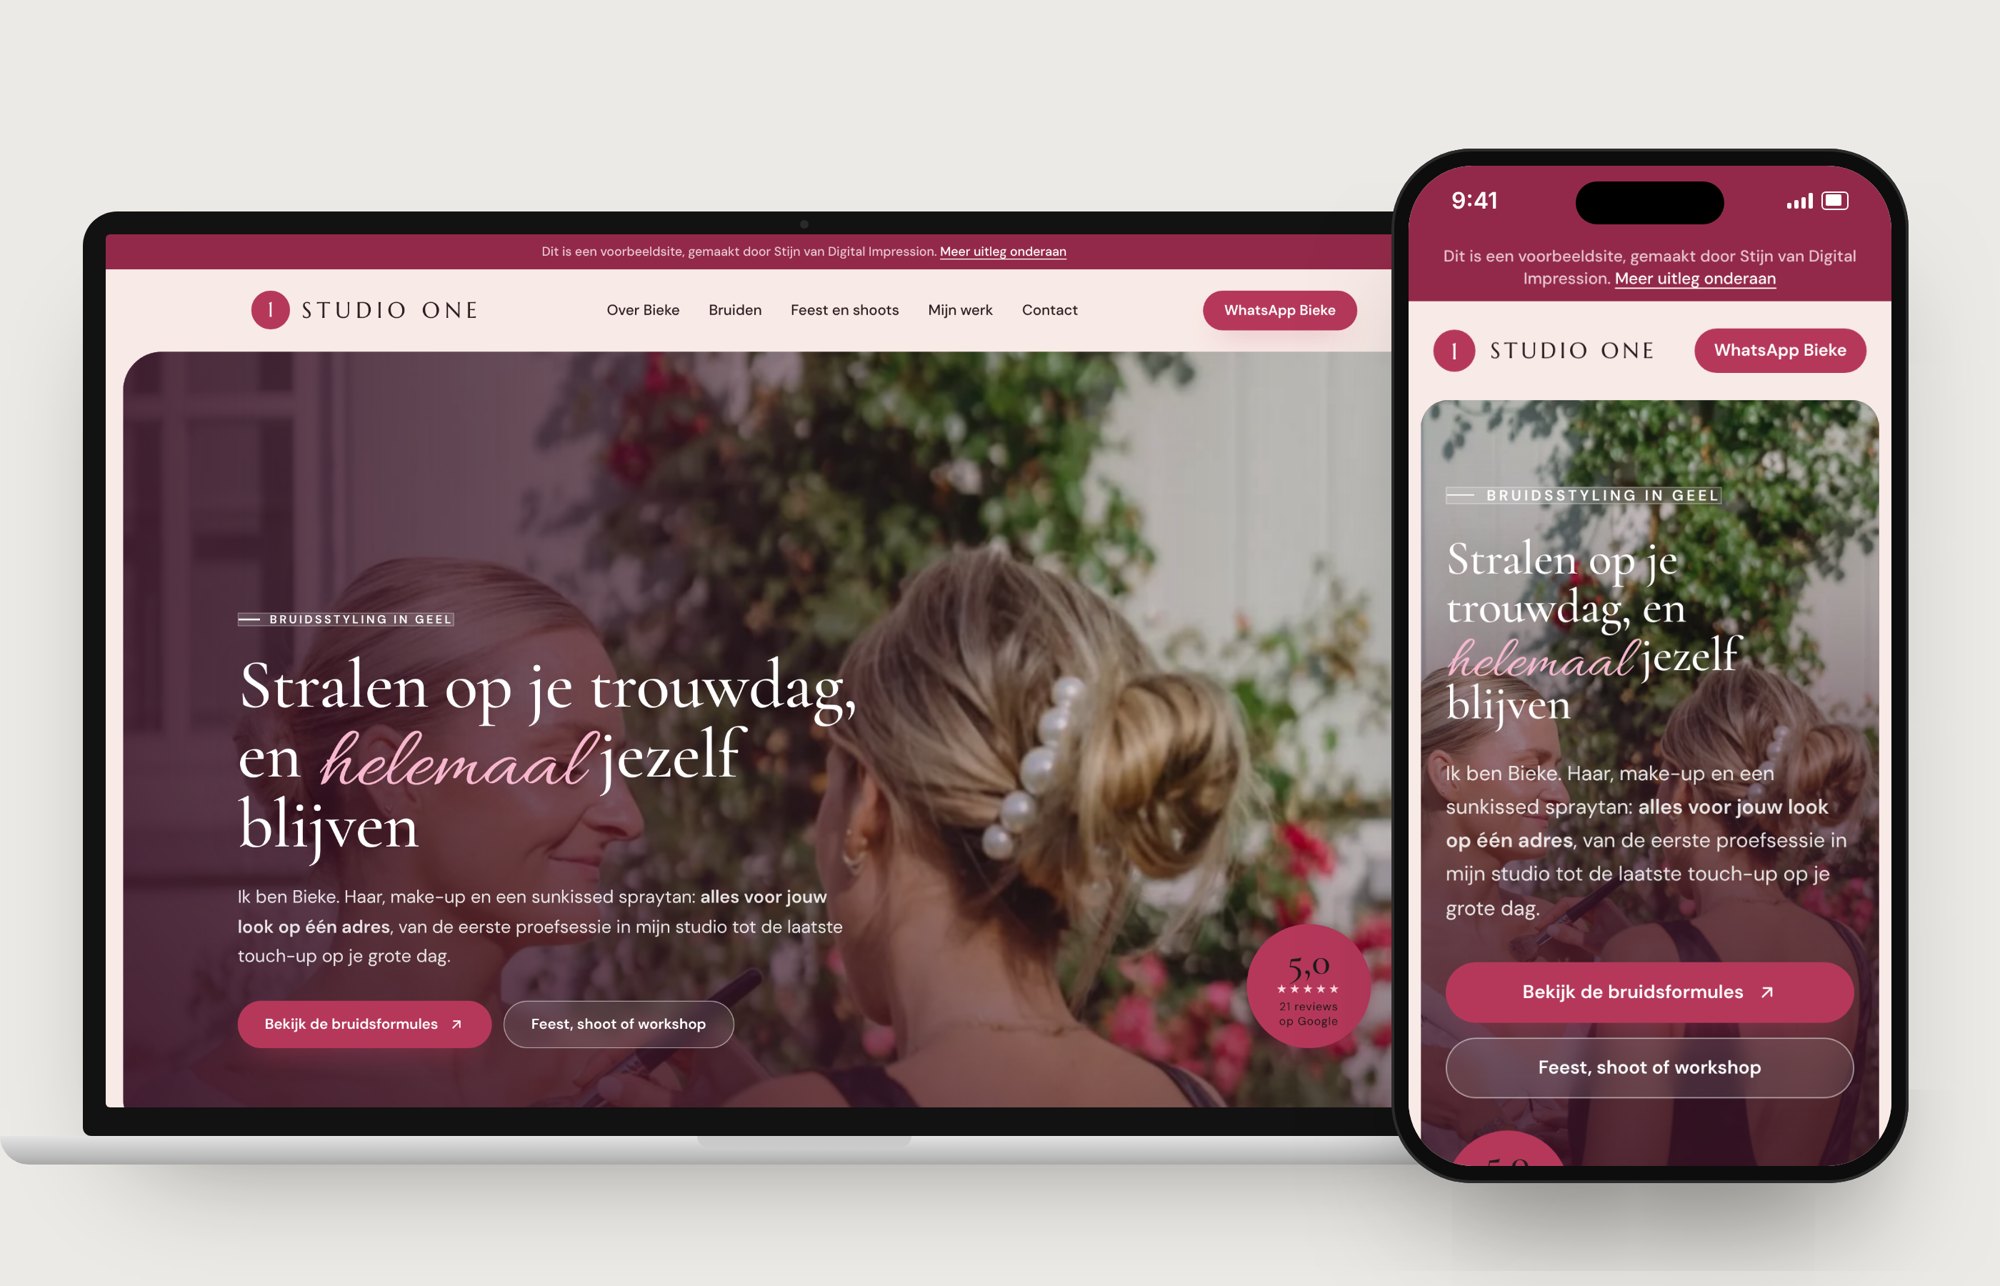 Dit is een voorbeeldsite, gemaakt door Stijn van Digital Impression. Meer uitleg onderaan
1 STUDIO ONE
Over Bieke Bruiden Feest en shoots Mijn werk Contact
WhatsApp Bieke
BRUIDSSTYLING IN GEEL
Stralen op je trouwdag,
en helemaal jezelf
blijven
Ik ben Bieke. Haar, make-up en een sunkissed spraytan: alles voor jouw
look op één adres, van de eerste proefsessie in mijn studio tot de laatste
touch-up op je grote dag.
Bekijk de bruidsformules
Feest, shoot of workshop
5,0
★★★★★
21 reviews
op Google
9:41
Dit is een voorbeeldsite, gemaakt door Stijn van Digital
Impression. Meer uitleg onderaan
1 STUDIO ONE
WhatsApp Bieke
BRUIDSSTYLING IN GEEL
Stralen op je
trouwdag, en
helemaal jezelf
blijven
Ik ben Bieke. Haar, make-up en een
sunkissed spraytan: alles voor jouw look
op één adres, van de eerste proefsessie in
mijn studio tot de laatste touch-up op je
grote dag.
Bekijk de bruidsformules
Feest, shoot of workshop
5,0